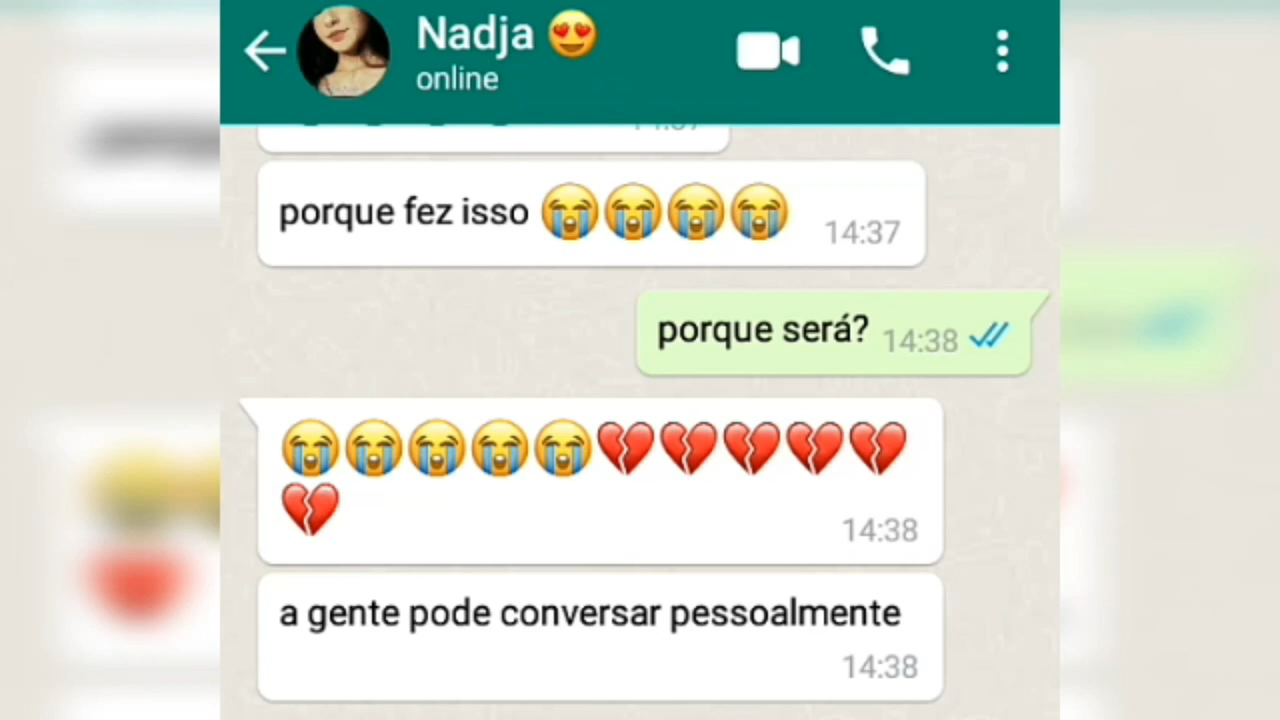 Nadja 😍
online
porque fez isso 😭😭😭😭 14:37
porque será? 14:38
😭😭😭😭😭💔💔💔💔💔
💔
14:38
a gente pode conversar pessoalmente
14:38